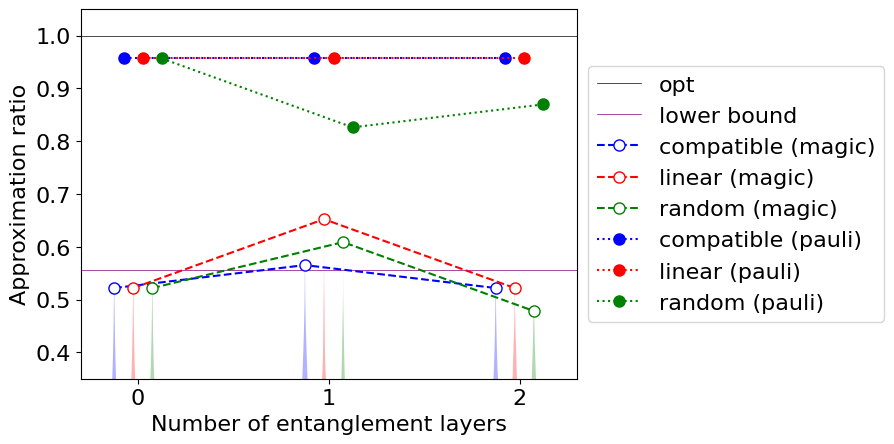 1.0
0.9
0.8
0.7
0.6
0.5
0.4
Approximation ratio
0 1 2
Number of entanglement layers
opt
lower bound
compatible (magic)
linear (magic)
random (magic)
compatible (pauli)
linear (pauli)
random (pauli)